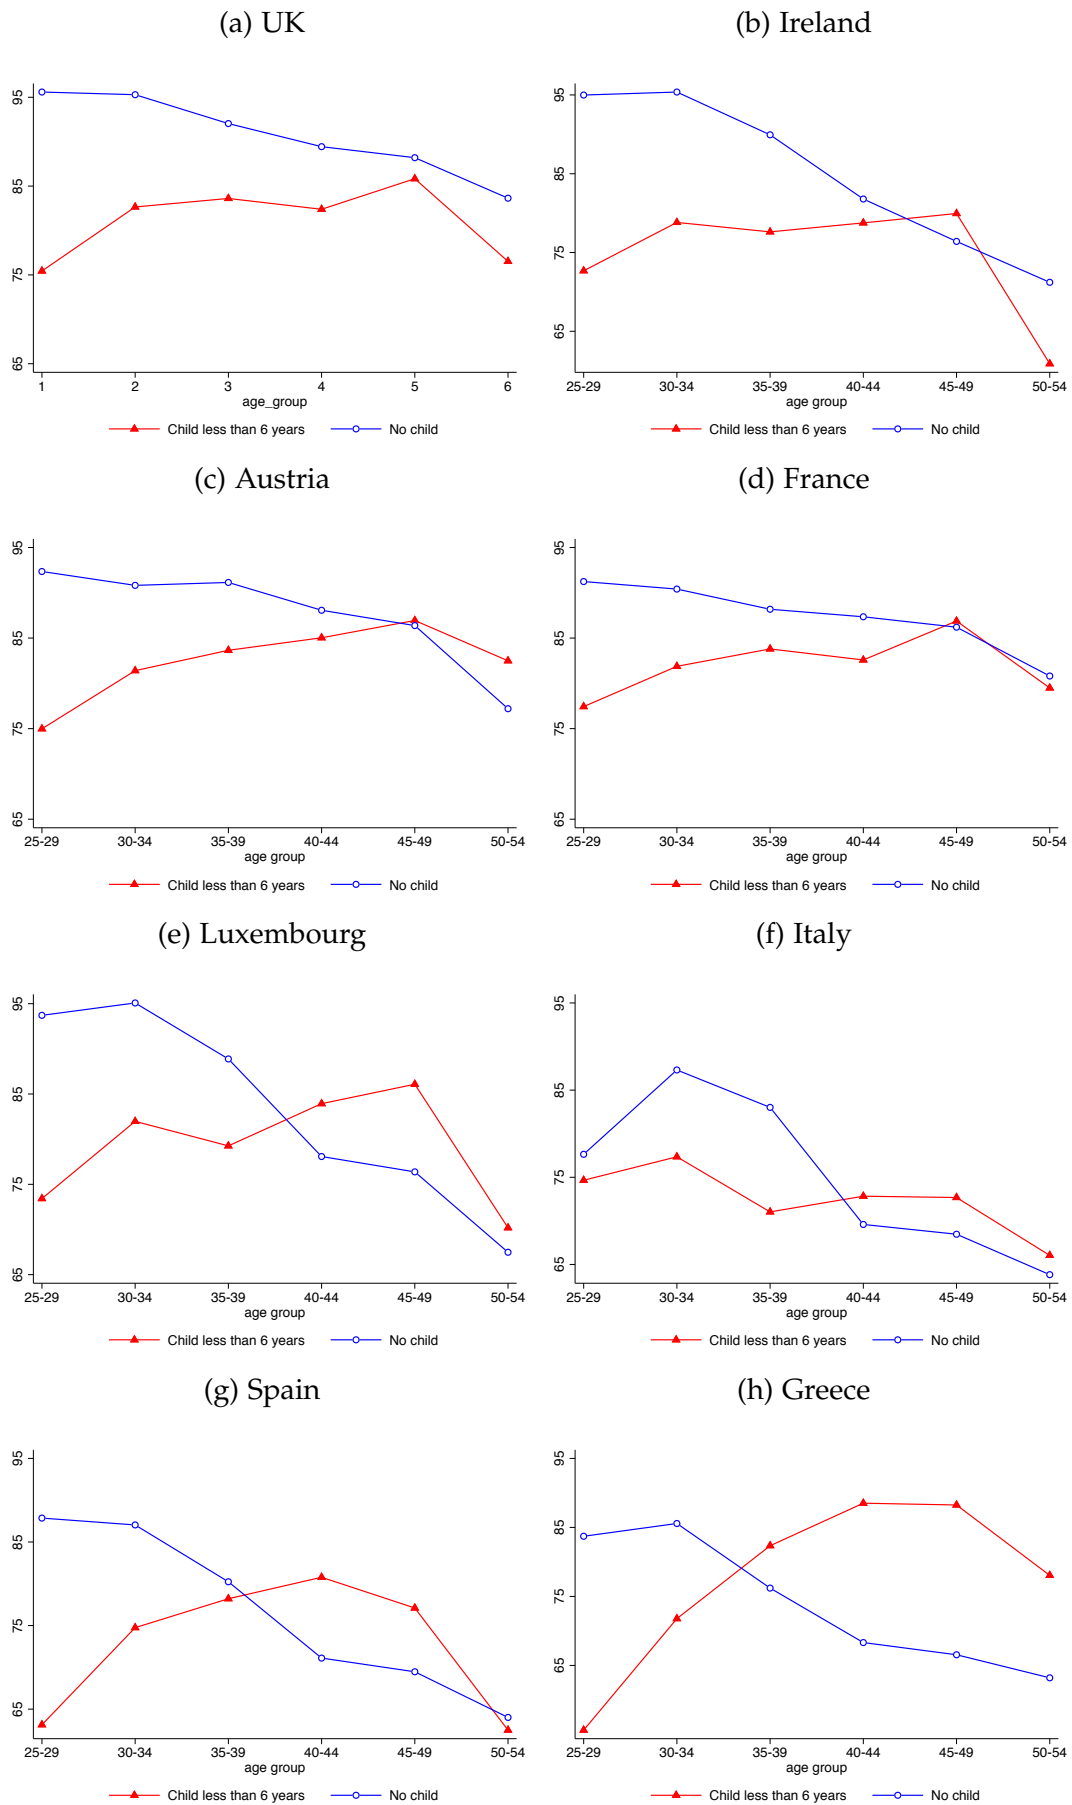 (a) UK
95
85
75
65
1 2 3 4 5 6
age_group
Child less than 6 years No child
(b) Ireland
95
85
75
65
25-29 30-34 35-39 40-44 45-49 50-54
age group
Child less than 6 years No child
(c) Austria
95
85
75
65
25-29 30-34 35-39 40-44 45-49 50-54
age group
Child less than 6 years No child
(d) France
95
85
75
65
25-29 30-34 35-39 40-44 45-49 50-54
age group
Child less than 6 years No child
(e) Luxembourg
95
85
75
65
25-29 30-34 35-39 40-44 45-49 50-54
age group
Child less than 6 years No child
(f) Italy
95
85
75
65
25-29 30-34 35-39 40-44 45-49 50-54
age group
Child less than 6 years No child
(g) Spain
95
85
75
65
25-29 30-34 35-39 40-44 45-49 50-54
age group
Child less than 6 years No child
(h) Greece
95
85
75
65
25-29 30-34 35-39 40-44 45-49 50-54
age group
Child less than 6 years No child